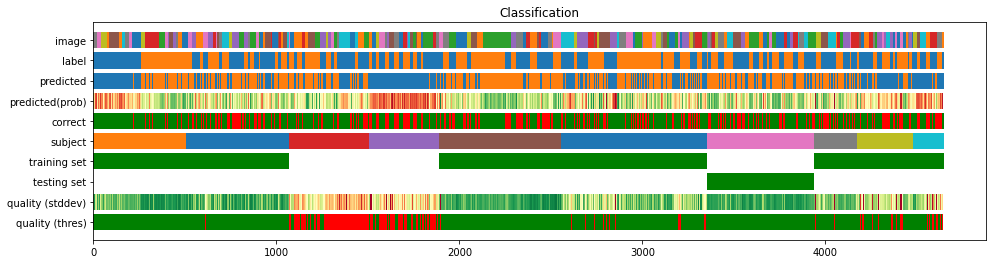 Classification
image
label
predicted
predicted(prob)
correct
subject
training set
testing set
quality (stddev)
quality (thres)
0 1000 2000 3000 4000